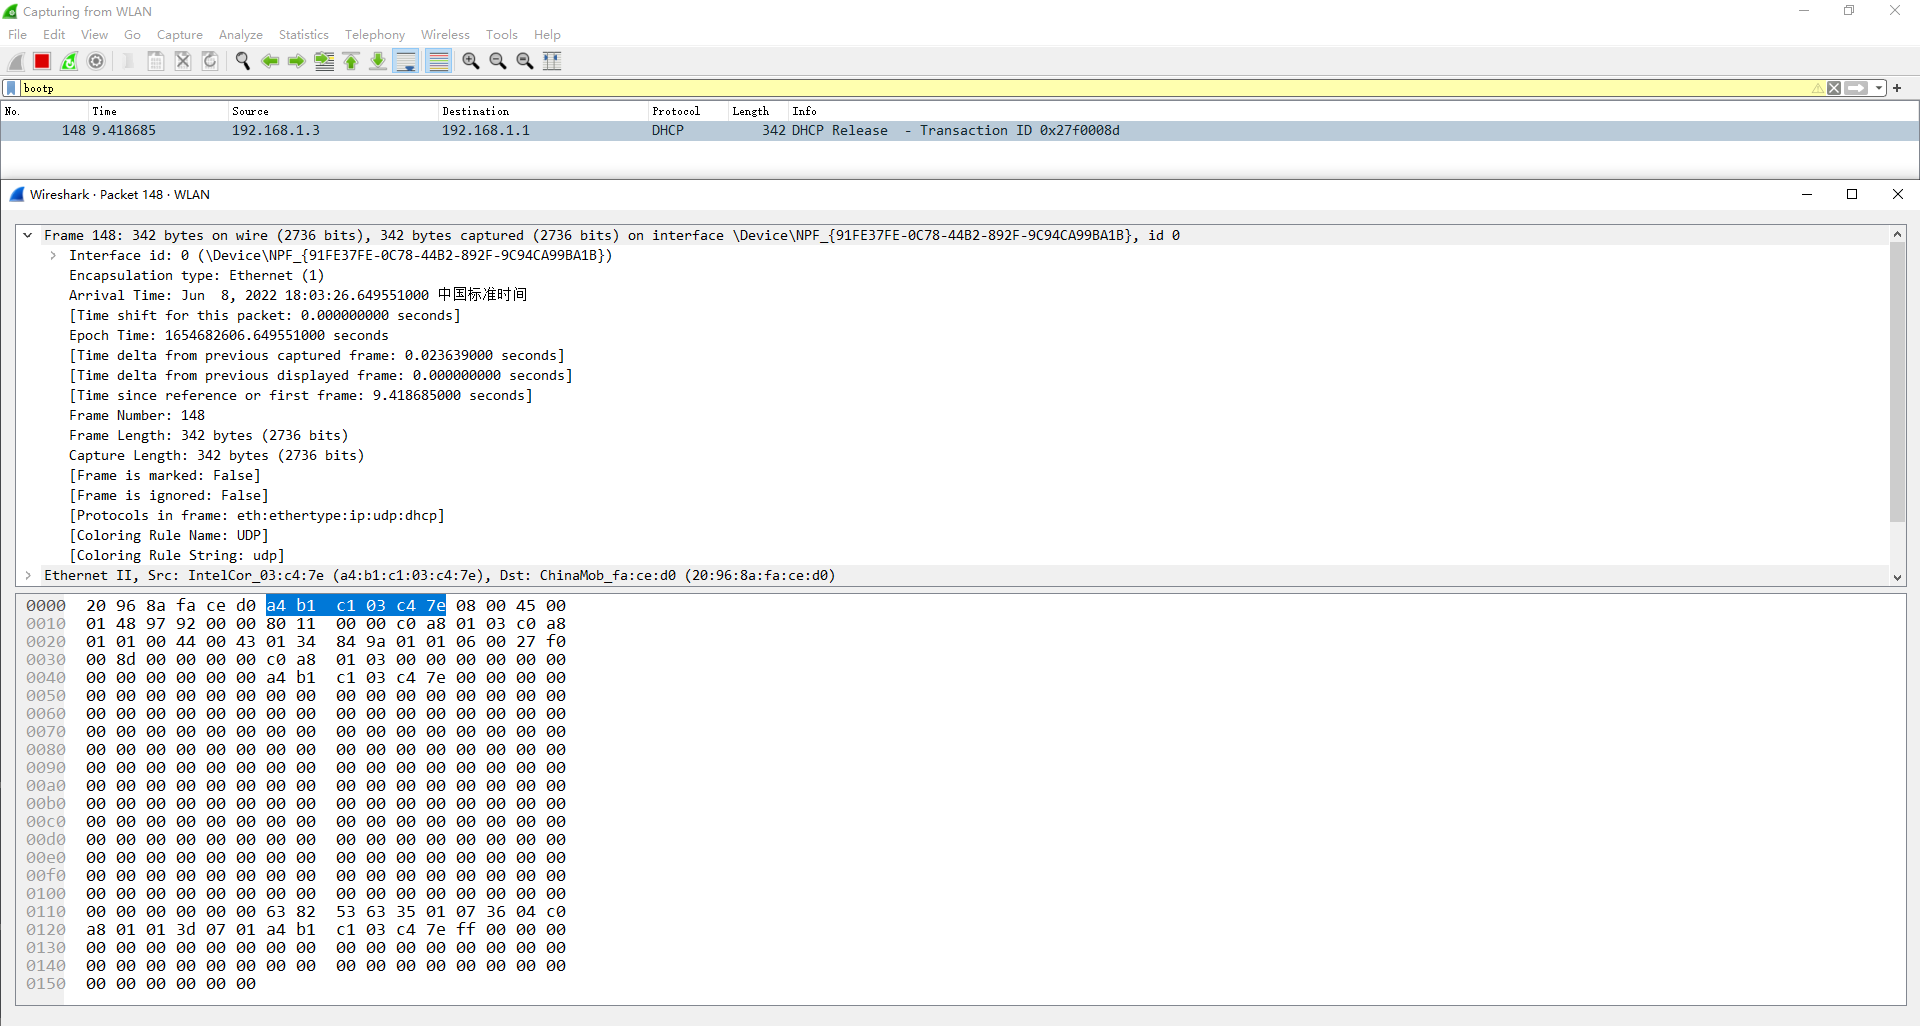 Capturing from WLAN
File Edit View Go Capture Analyze Statistics Telephony Wireless Tools Help
bootp
No. Time Source Destination Protocol Length Info
148 9.418685 192.168.1.3 192.168.1.1 DHCP 342 DHCP Release  - Transaction ID 0x27f0008d
Wireshark · Packet 148 · WLAN
Frame 148: 342 bytes on wire (2736 bits), 342 bytes captured (2736 bits) on interface \Device\NPF_{91FE37FE-0C78-44B2-892F-9C94CA99BA1B}, id 0
Interface id: 0 (\Device\NPF_{91FE37FE-0C78-44B2-892F-9C94CA99BA1B})
Encapsulation type: Ethernet (1)
Arrival Time: Jun  8, 2022 18:03:26.649551000 中国标准时间
[Time shift for this packet: 0.000000000 seconds]
Epoch Time: 1654682606.649551000 seconds
[Time delta from previous captured frame: 0.023639000 seconds]
[Time delta from previous displayed frame: 0.000000000 seconds]
[Time since reference or first frame: 9.418685000 seconds]
Frame Number: 148
Frame Length: 342 bytes (2736 bits)
Capture Length: 342 bytes (2736 bits)
[Frame is marked: False]
[Frame is ignored: False]
[Protocols in frame: eth:ethertype:ip:udp:dhcp]
[Coloring Rule Name: UDP]
[Coloring Rule String: udp]
Ethernet II, Src: IntelCor_03:c4:7e (a4:b1:c1:03:c4:7e), Dst: ChinaMob_fa:ce:d0 (20:96:8a:fa:ce:d0)
0000 20 96 8a fa ce d0 a4 b1 c1 03 c4 7e 08 00 45 00
0010 01 48 97 92 00 00 80 11 00 00 c0 a8 01 03 c0 a8
0020 01 01 00 44 00 43 01 34 84 9a 01 01 06 00 27 f0
0030 00 8d 00 00 00 00 c0 a8 01 03 00 00 00 00 00 00
0040 00 00 00 00 00 00 a4 b1 c1 03 c4 7e 00 00 00 00
0050 00 00 00 00 00 00 00 00 00 00 00 00 00 00 00 00
0060 00 00 00 00 00 00 00 00 00 00 00 00 00 00 00 00
0070 00 00 00 00 00 00 00 00 00 00 00 00 00 00 00 00
0080 00 00 00 00 00 00 00 00 00 00 00 00 00 00 00 00
0090 00 00 00 00 00 00 00 00 00 00 00 00 00 00 00 00
00a0 00 00 00 00 00 00 00 00 00 00 00 00 00 00 00 00
00b0 00 00 00 00 00 00 00 00 00 00 00 00 00 00 00 00
00c0 00 00 00 00 00 00 00 00 00 00 00 00 00 00 00 00
00d0 00 00 00 00 00 00 00 00 00 00 00 00 00 00 00 00
00e0 00 00 00 00 00 00 00 00 00 00 00 00 00 00 00 00
00f0 00 00 00 00 00 00 00 00 00 00 00 00 00 00 00 00
0100 00 00 00 00 00 00 00 00 00 00 00 00 00 00 00 00
0110 00 00 00 00 00 00 63 82 53 63 35 01 07 36 04 c0
0120 a8 01 01 3d 07 01 a4 b1 c1 03 c4 7e ff 00 00 00
0130 00 00 00 00 00 00 00 00 00 00 00 00 00 00 00 00
0140 00 00 00 00 00 00 00 00 00 00 00 00 00 00 00 00
0150 00 00 00 00 00 00